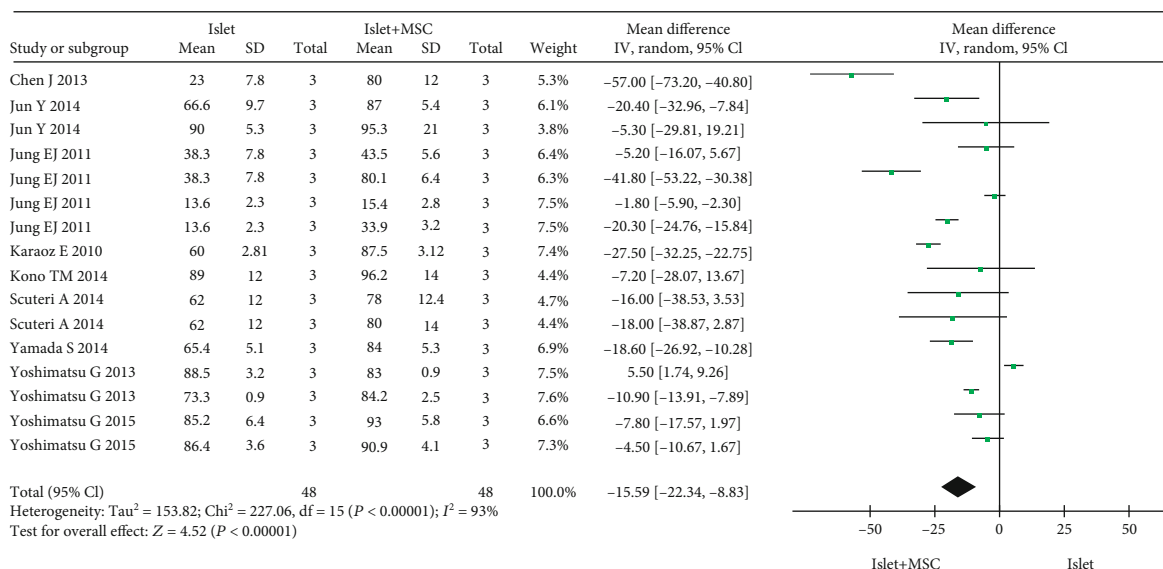 Islet Islet+MSC Mean difference Mean difference
Study or subgroup Mean SD Total Mean SD Total Weight IV, random, 95% Cl IV, random, 95% Cl
Chen J 2013 23 7.8 3 80 12 3 5.3% −57.00 [−73.20, −40.80]
Jun Y 2014 66.6 9.7 3 87 5.4 3 6.1% −20.40 [−32.96, −7.84]
Jun Y 2014 90 5.3 3 95.3 21 3 3.8% −5.30 [−29.81, 19.21]
Jung EJ 2011 38.3 7.8 3 43.5 5.6 3 6.4% −5.20 [−16.07, 5.67]
Jung EJ 2011 38.3 7.8 3 80.1 6.4 3 6.3% −41.80 [−53.22, −30.38]
Jung EJ 2011 13.6 2.3 3 15.4 2.8 3 7.5% −1.80 [−5.90, −2.30]
Jung EJ 2011 13.6 2.3 3 33.9 3.2 3 7.5% −20.30 [−24.76, −15.84]
Karaoz E 2010 60 2.81 3 87.5 3.12 3 7.4% −27.50 [−32.25, −22.75]
Kono TM 2014 89 12 3 96.2 14 3 4.4% −7.20 [−28.07, 13.67]
Scuteri A 2014 62 12 3 78 12.4 3 4.7% −16.00 [−38.53, 3.53]
Scuteri A 2014 62 12 3 80 14 3 4.4% −18.00 [−38.87, 2.87]
Yamada S 2014 65.4 5.1 3 84 5.3 3 6.9% −18.60 [−26.92, −10.28]
Yoshimatsu G 2013 88.5 3.2 3 83 0.9 3 7.5% 5.50 [1.74, 9.26]
Yoshimatsu G 2013 73.3 0.9 3 84.2 2.5 3 7.6% −10.90 [−13.91, −7.89]
Yoshimatsu G 2015 85.2 6.4 3 93 5.8 3 6.6% −7.80 [−17.57, 1.97]
Yoshimatsu G 2015 86.4 3.6 3 90.9 4.1 3 7.3% −4.50 [−10.67, 1.67]
Total (95% Cl) 48 48 100.0% −15.59 [−22.34, −8.83]
Heterogeneity: Tau² = 153.82; Chi² = 227.06, df = 15 (P < 0.00001); I² = 93%
Test for overall effect: Z = 4.52 (P < 0.00001)
−50 −25 0 25 50
Islet+MSC Islet